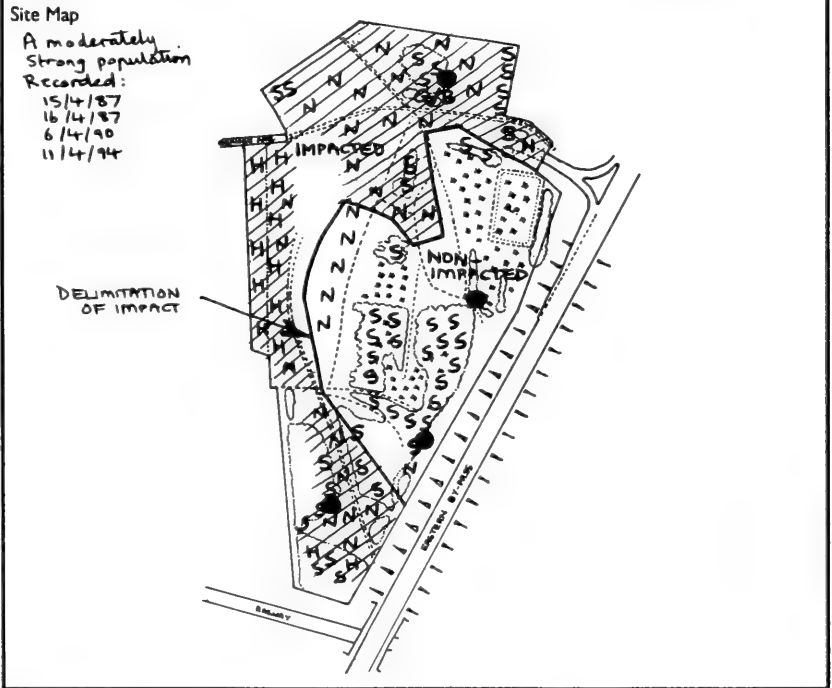 Site Map
A moderately
Strong population
Recorded:
15/4/87
16/4/87
6/4/90
11/4/94
IMPACTED
NON-
IMPACTED
DELIMITATION
OF IMPACT
EASTERN BY-PASS
RAILWAY